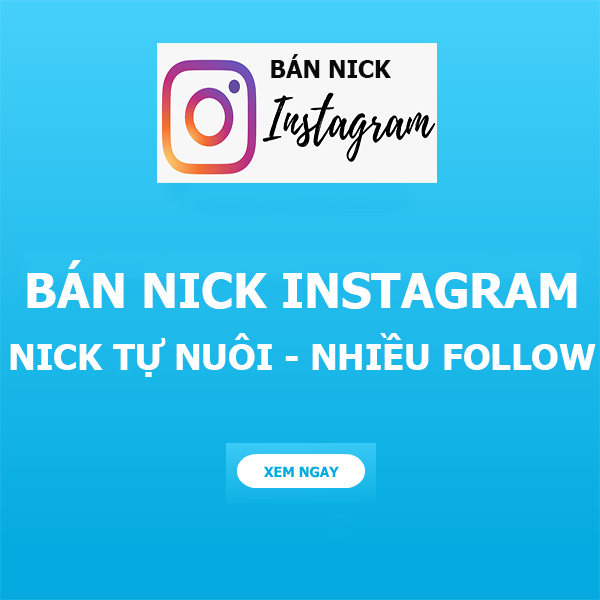 BÁN NICK
Instagram
BÁN NICK INSTAGRAM
NICK TỰ NUÔI - NHIỀU FOLLOW
XEM NGAY